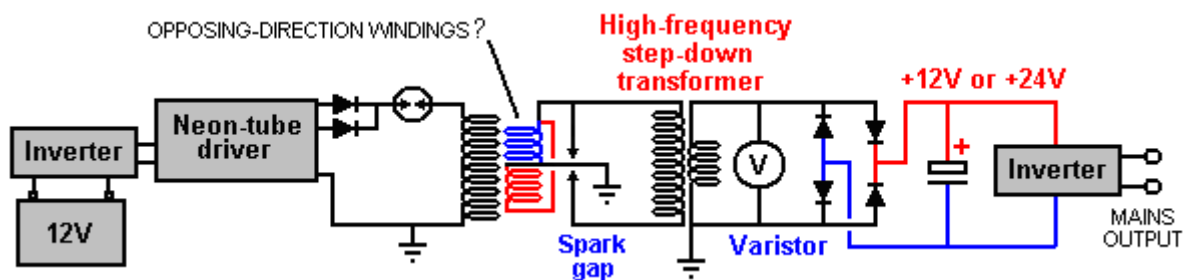 OPPOSING-DIRECTION WINDINGS ?
High-frequency
step-down
transformer
+12V or +24V
Neon-tube
driver
Inverter
12V
V
+
Inverter
MAINS
OUTPUT
Spark
gap
Varistor